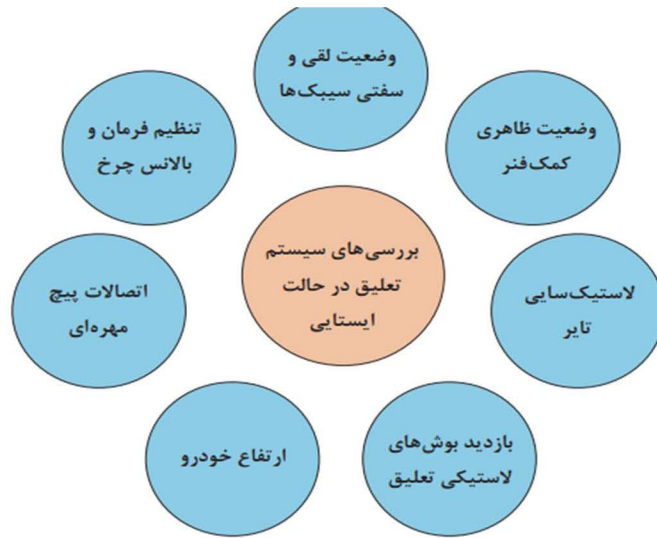 وضعیت لقی و
سفتی سیبک‌ها
وضعیت ظاهری
کمک‌فنر
لاستیک‌سایی
تایر
بازدید بوش‌های
لاستیکی تعلیق
ارتفاع خودرو
اتصالات پیچ
مهره‌ای
تنظیم فرمان و
بالانس چرخ
بررسی‌های سیستم
تعلیق در حالت
ایستایی